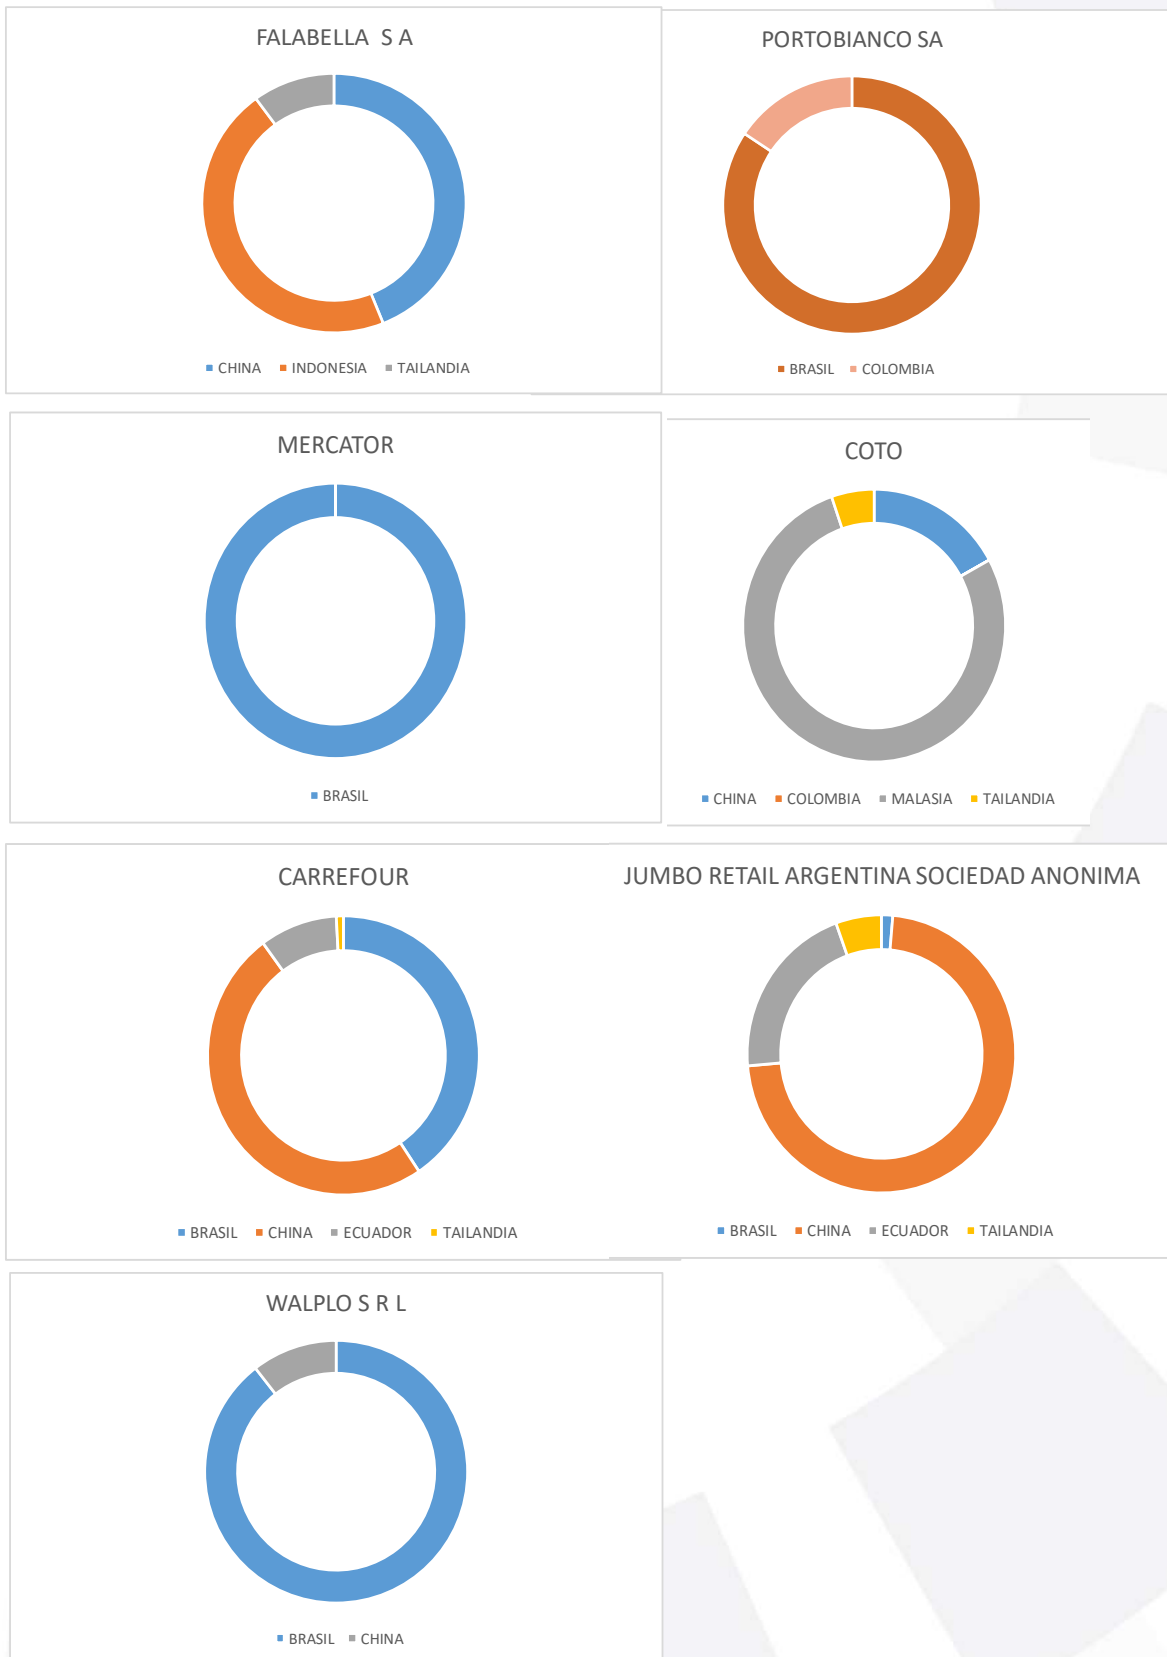 FALABELLA S A
CHINA INDONESIA TAILANDIA
PORTOBIANCO SA
BRASIL COLOMBIA
MERCATOR
BRASIL
COTO
CHINA COLOMBIA MALASIA TAILANDIA
CARREFOUR
BRASIL CHINA ECUADOR TAILANDIA
JUMBO RETAIL ARGENTINA SOCIEDAD ANONIMA
BRASIL CHINA ECUADOR TAILANDIA
WALPLO S R L
BRASIL CHINA